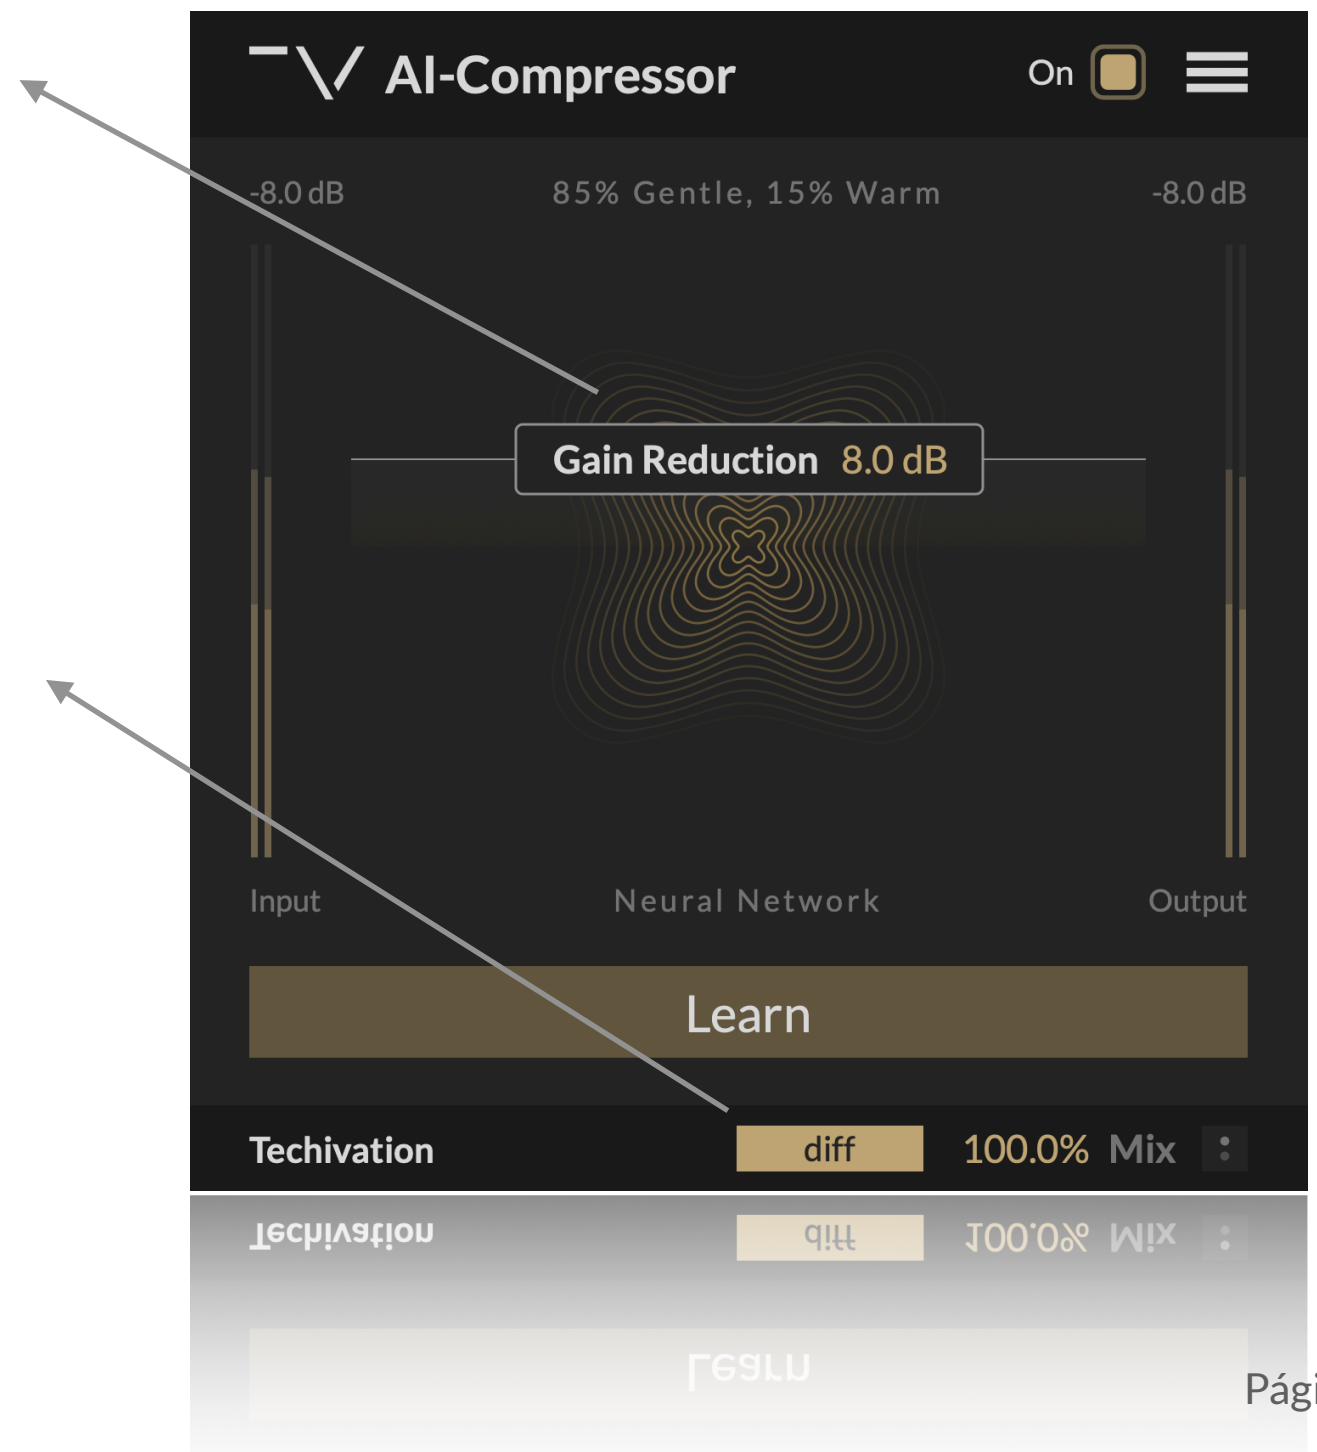 AI-Compressor On
-8.0 dB 85% Gentle, 15% Warm -8.0 dB
Gain Reduction 8.0 dB
Input Neural Network Output
Learn
Techivation diff 100.0% Mix
Techivation diff 100.0% Mix
Learn
Pági